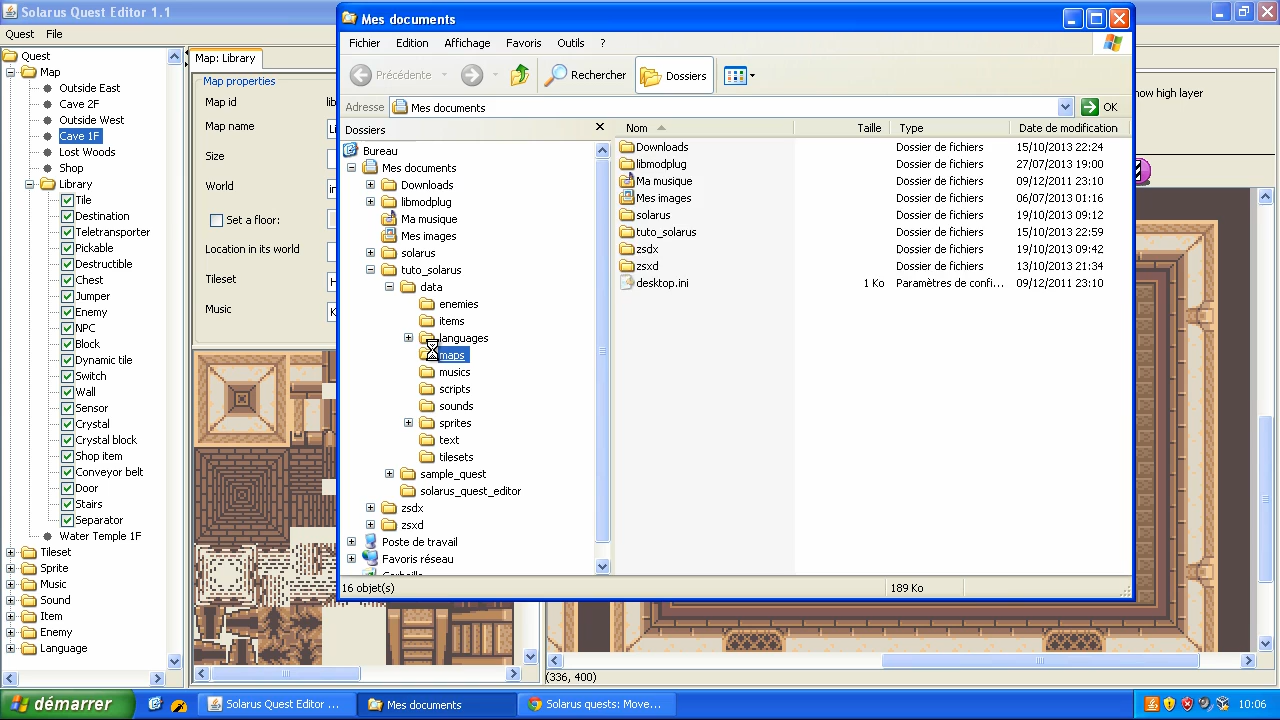 Solarus Quest Editor 1.1
Quest File
Quest
Map
Outside East
Cave 2F
Outside West
Cave 1F
Lost Woods
Shop
Library
Tile
Destination
Teletransporter
Pickable
Destructible
Chest
Jumper
Enemy
NPC
Block
Dynamic tile
Switch
Wall
Sensor
Crystal
Crystal block
Shop item
Conveyor belt
Door
Stairs
Separator
Water Temple 1F
Tileset
Sprite
Music
Sound
Item
Enemy
Language
Map: Library
Map properties
Map id
Map name
Size
World
Set a floor:
Location in its world
Tileset
Music
Mes documents
Fichier Edition Affichage Favoris Outils ?
Précédente Rechercher Dossiers
Adresse Mes documents OK
Dossiers
Bureau
Mes documents
Downloads
libmodplug
Ma musique
Mes images
solarus
tuto_solarus
data
enemies
items
languages
maps
musics
scripts
sounds
sprites
text
tilesets
sample_quest
solarus_quest_editor
zsdx
zsxd
Poste de travail
Favoris réseau
Nom Taille Type Date de modification
Downloads Dossier de fichiers 15/10/2013 22:24
libmodplug Dossier de fichiers 27/07/2013 19:00
Ma musique Dossier de fichiers 09/12/2011 23:10
Mes images Dossier de fichiers 06/07/2013 01:16
solarus Dossier de fichiers 19/10/2013 09:12
tuto_solarus Dossier de fichiers 15/10/2013 22:59
zsdx Dossier de fichiers 19/10/2013 09:42
zsxd Dossier de fichiers 13/10/2013 21:34
desktop.ini 1 Ko Paramètres de confi... 09/12/2011 23:10
16 objet(s) 189 Ko
how high layer
(336, 400)
démarrer Solarus Quest Editor ... Mes documents Solarus quests: Move... 10:06